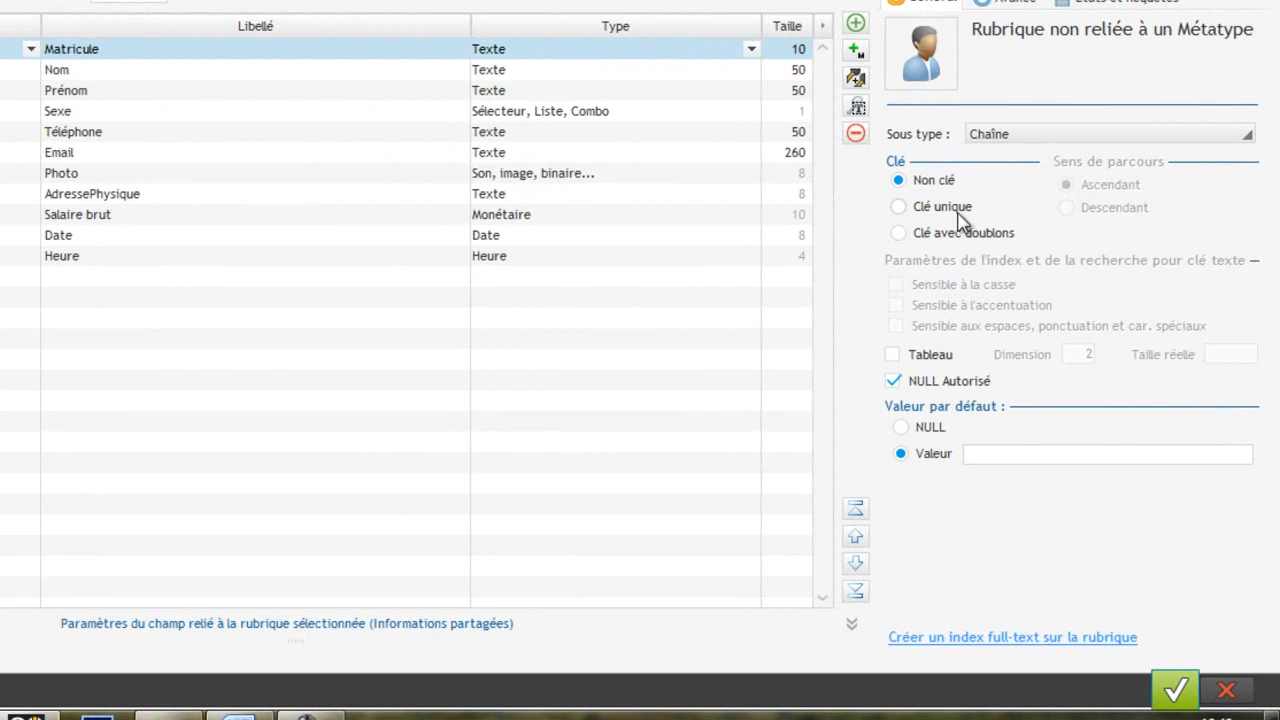 Libellé Type Taille
Matricule Texte 10
Nom Texte 50
Prénom Texte 50
Sexe Sélecteur, Liste, Combo 1
Téléphone Texte 50
Email Texte 260
Photo Son, image, binaire... 8
AdressePhysique Texte 8
Salaire brut Monétaire 10
Date Date 8
Heure Heure 4
Paramètres du champ relié à la rubrique sélectionnée (Informations partagées)
Rubrique non reliée à un Métatype
Sous type : Chaîne
Clé Sens de parcours
Non clé Ascendant
Clé unique Descendant
Clé avec doublons
Paramètres de l'index et de la recherche pour clé texte
Sensible à la casse
Sensible à l'accentuation
Sensible aux espaces, ponctuation et car. spéciaux
Tableau Dimension 2 Taille réelle
NULL Autorisé
Valeur par défaut :
NULL
Valeur
Créer un index full-text sur la rubrique